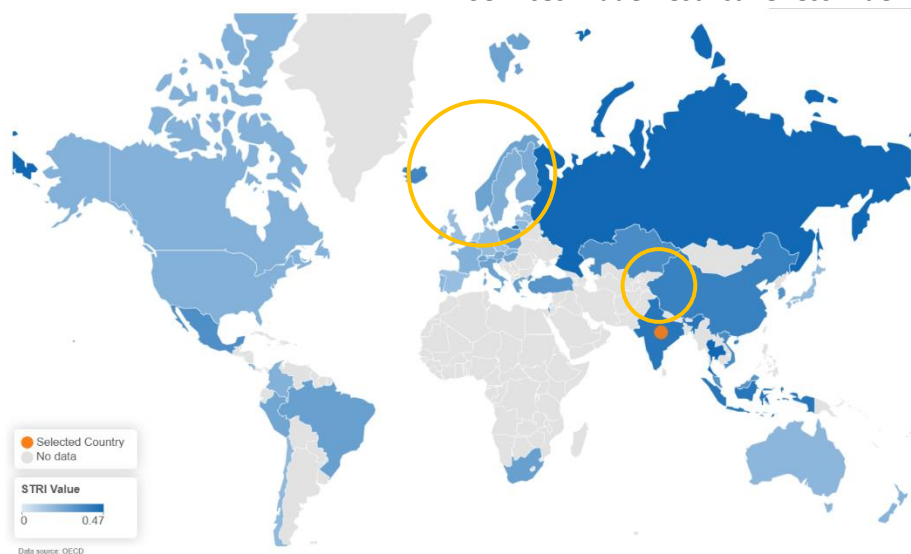 Selected Country
No data
STRI Value
0 0.47
Data source: OECD